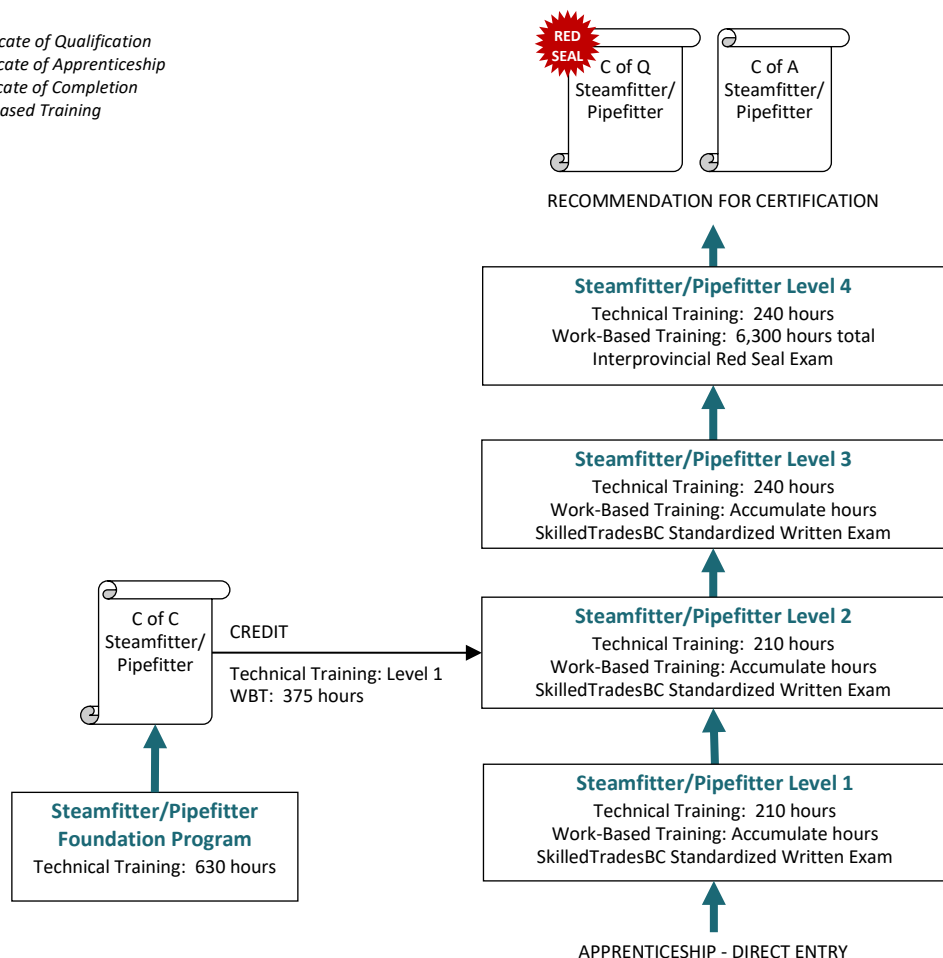 cate of Qualification
cate of Apprenticeship
cate of Completion
ased Training
RED
SEAL
C of Q
Steamfitter/
Pipefitter
C of A
Steamfitter/
Pipefitter
RECOMMENDATION FOR CERTIFICATION
Steamfitter/Pipefitter Level 4
Technical Training: 240 hours
Work-Based Training: 6,300 hours total
Interprovincial Red Seal Exam
Steamfitter/Pipefitter Level 3
Technical Training: 240 hours
Work-Based Training: Accumulate hours
SkilledTradesBC Standardized Written Exam
C of C
Steamfitter/
Pipefitter
CREDIT
Technical Training: Level 1
WBT: 375 hours
Steamfitter/Pipefitter Level 2
Technical Training: 210 hours
Work-Based Training: Accumulate hours
SkilledTradesBC Standardized Written Exam
Steamfitter/Pipefitter
Foundation Program
Technical Training: 630 hours
Steamfitter/Pipefitter Level 1
Technical Training: 210 hours
Work-Based Training: Accumulate hours
SkilledTradesBC Standardized Written Exam
APPRENTICESHIP - DIRECT ENTRY